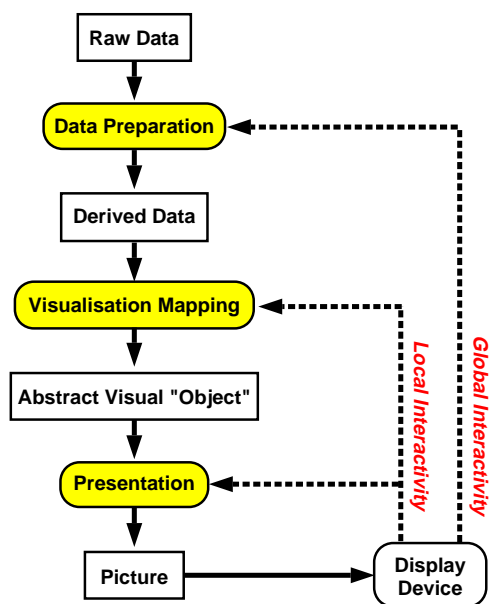 Raw Data
Data Preparation
Derived Data
Visualisation Mapping
Abstract Visual "Object"
Presentation
Picture
Display
Device
Local Interactivity
Global Interactivity